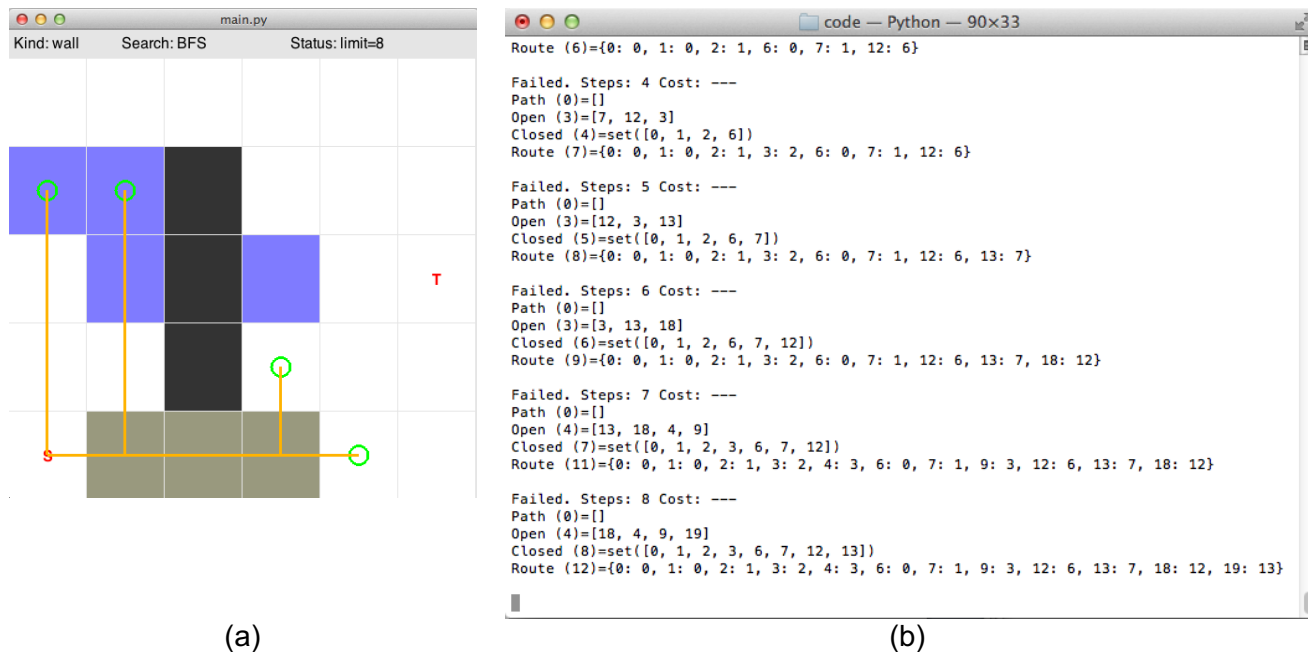 main.py
Kind: wall Search: BFS Status: limit=8
T
S
(a)
code — Python — 90×33
Route (6)={0: 0, 1: 0, 2: 1, 6: 0, 7: 1, 12: 6}
Failed. Steps: 4 Cost: ---
Path (0)=[]
Open (3)=[7, 12, 3]
Closed (4)=set([0, 1, 2, 6])
Route (7)={0: 0, 1: 0, 2: 1, 3: 2, 6: 0, 7: 1, 12: 6}
Failed. Steps: 5 Cost: ---
Path (0)=[]
Open (3)=[12, 3, 13]
Closed (5)=set([0, 1, 2, 6, 7])
Route (8)={0: 0, 1: 0, 2: 1, 3: 2, 6: 0, 7: 1, 12: 6, 13: 7}
Failed. Steps: 6 Cost: ---
Path (0)=[]
Open (3)=[3, 13, 18]
Closed (6)=set([0, 1, 2, 6, 7, 12])
Route (9)={0: 0, 1: 0, 2: 1, 3: 2, 6: 0, 7: 1, 12: 6, 13: 7, 18: 12}
Failed. Steps: 7 Cost: ---
Path (0)=[]
Open (4)=[13, 18, 4, 9]
Closed (7)=set([0, 1, 2, 3, 6, 7, 12])
Route (11)={0: 0, 1: 0, 2: 1, 3: 2, 4: 3, 6: 0, 7: 1, 9: 3, 12: 6, 13: 7, 18: 12}
Failed. Steps: 8 Cost: ---
Path (0)=[]
Open (4)=[18, 4, 9, 19]
Closed (8)=set([0, 1, 2, 3, 6, 7, 12, 13])
Route (12)={0: 0, 1: 0, 2: 1, 3: 2, 4: 3, 6: 0, 7: 1, 9: 3, 12: 6, 13: 7, 18: 12, 19: 13}
(b)